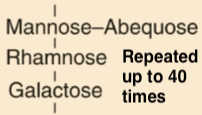 Mannose–Abequose
Rhamnose Repeated
up to 40
Galactose times